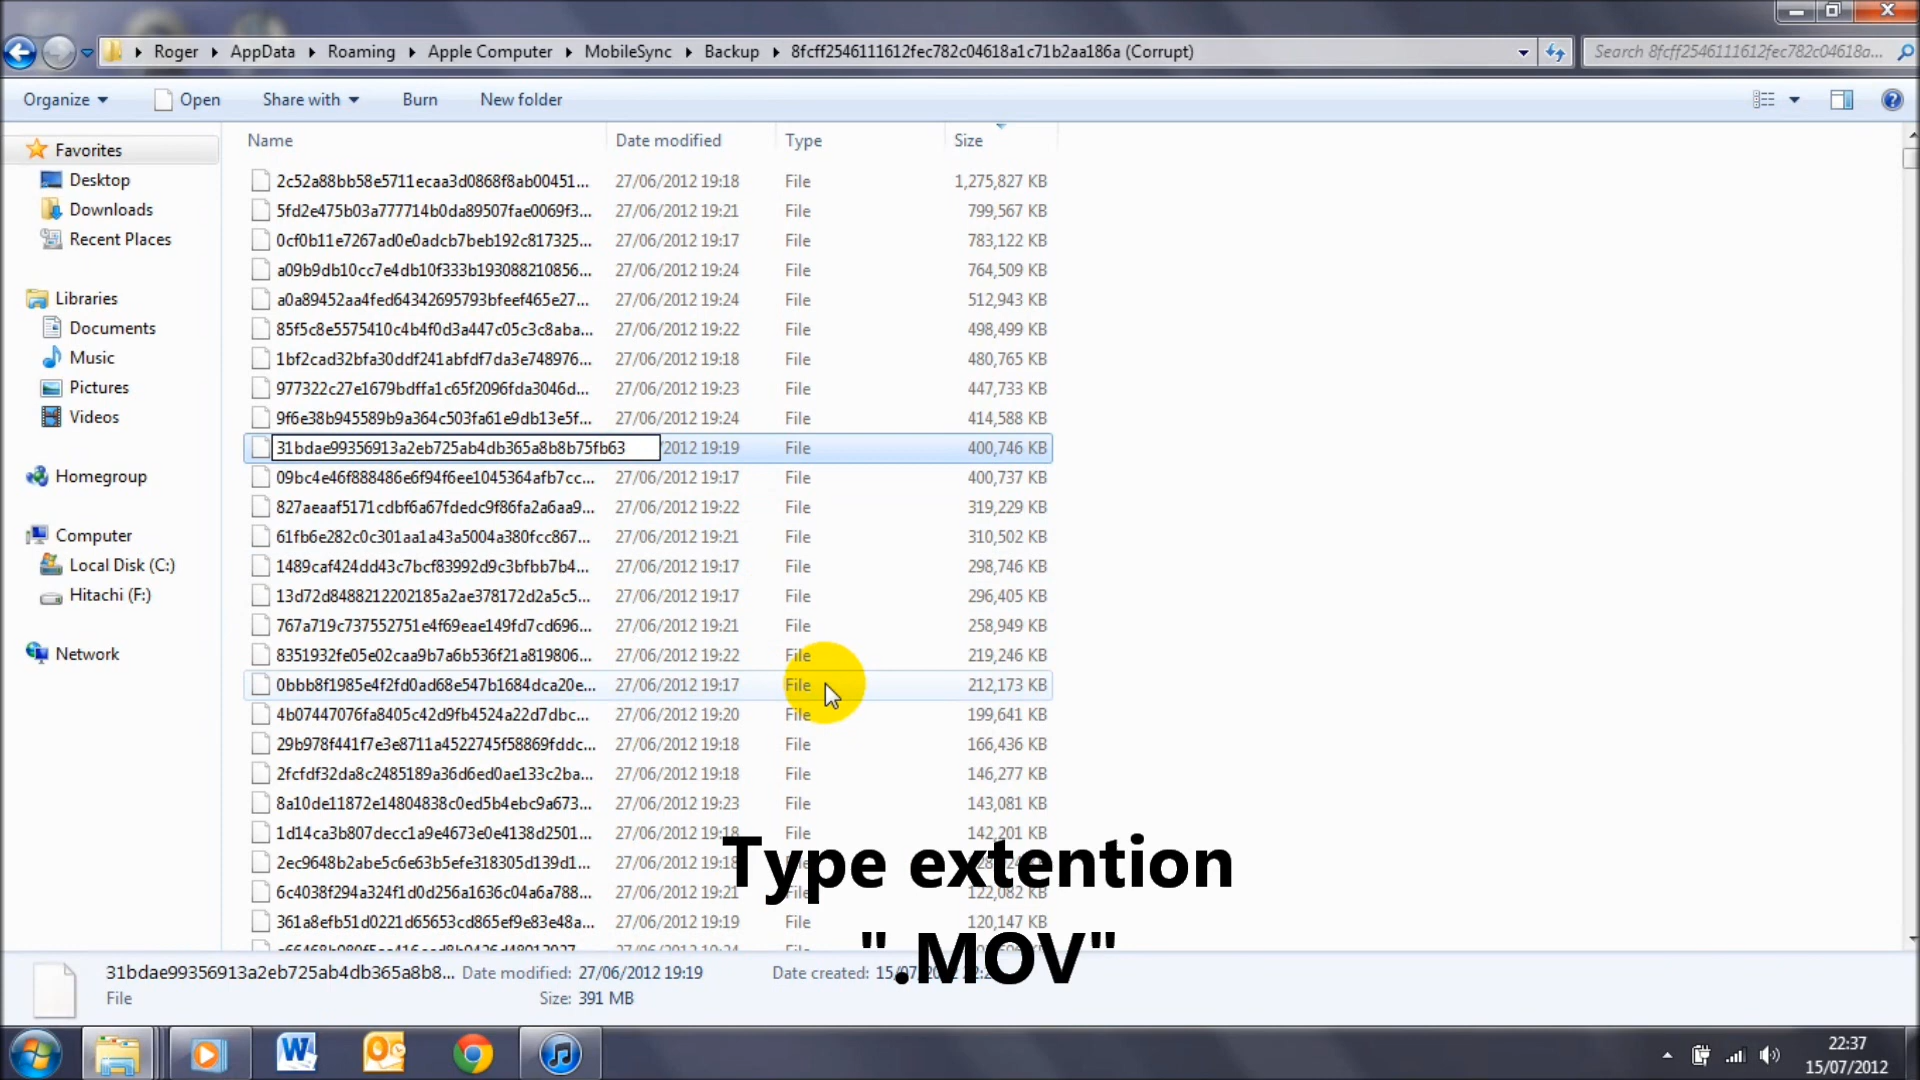 Roger AppData Roaming Apple Computer MobileSync Backup 8fcff2546111612fec782c04618a1c71b2aa186a (Corrupt)
Search 8fcff2546111612fec782c04618a...
Organize Open Share with Burn New folder
Name Date modified Type Size
Favorites
Desktop
Downloads
Recent Places
Libraries
Documents
Music
Pictures
Videos
Homegroup
Computer
Local Disk (C:)
Hitachi (F:)
Network
2c52a88bb58e5711ecaa3d0868f8ab00451... 27/06/2012 19:18 File 1,275,827 KB
5fd2e475b03a777714b0da89507fae0069f3... 27/06/2012 19:21 File 799,567 KB
0cf0b11e7267ad0e0adcb7beb192c817325... 27/06/2012 19:17 File 783,122 KB
a09b9db10cc7e4db10f333b193088210856... 27/06/2012 19:24 File 764,509 KB
a0a89452aa4fed64342695793bfeef465e27... 27/06/2012 19:24 File 512,943 KB
85f5c8e5575410c4b4f0d3a447c05c3c8aba... 27/06/2012 19:22 File 498,499 KB
1bf2cad32bfa30ddf241abfdf7da3e748976... 27/06/2012 19:18 File 480,765 KB
977322c27e1679bdffa1c65f2096fda3046d... 27/06/2012 19:23 File 447,733 KB
9f6e38b945589b9a364c503fa61e9db13e5f... 27/06/2012 19:24 File 414,588 KB
31bdae99356913a2eb725ab4db365a8b8b75fb63 2012 19:19 File 400,746 KB
09bc4e46f888486e6f94f6ee1045364afb7cc... 27/06/2012 19:17 File 400,737 KB
827aeaaf5171cdbf6a67fdedc9f86fa2a6aa9... 27/06/2012 19:22 File 319,229 KB
61fb6e282c0c301aa1a43a5004a380fcc867... 27/06/2012 19:21 File 310,502 KB
1489caf424dd43c7bcf83992d9c3bfbb7b4... 27/06/2012 19:17 File 298,746 KB
13d72d8488212202185a2ae378172d2a5c5... 27/06/2012 19:17 File 296,405 KB
767a719c737552751e4f69eae149fd7cd696... 27/06/2012 19:21 File 258,949 KB
8351932fe05e02caa9b7a6b536f21a819806... 27/06/2012 19:22 File 219,246 KB
0bbb8f1985e4f2fd0ad68e547b1684dca20e... 27/06/2012 19:17 File 212,173 KB
4b07447076fa8405c42d9fb4524a22d7dbc... 27/06/2012 19:20 File 199,641 KB
29b978f441f7e3e8711a4522745f58869fddc... 27/06/2012 19:18 File 166,436 KB
2fcfdf32da8c2485189a36d6ed0ae133c2ba... 27/06/2012 19:18 File 146,277 KB
8a10de11872e14804838c0ed5b4ebc9a673... 27/06/2012 19:23 File 143,081 KB
1d14ca3b807decc1a9e4673e0e4138d2501... 27/06/2012 19:18 File 142,201 KB
2ec9648b2abe5c6e63b5efe318305d139d1... 27/06/2012 19:18
6c4038f294a324f1d0d256a1636c04a6a788... 27/06/2012 19:21 File 122,082 KB
361a8efb51d0221d65653cd865ef9e83e48a... 27/06/2012 19:19 File 120,147 KB
Type extention
".MOV"
31bdae99356913a2eb725ab4db365a8b8... Date modified: 27/06/2012 19:19 Date created:
File Size: 391 MB
22:37
15/07/2012